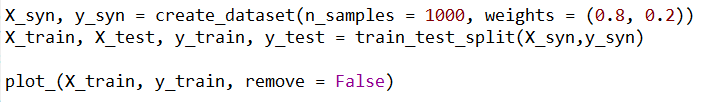 X_syn, y_syn = create_dataset(n_samples = 1000, weights = (0.8, 0.2))
X_train, X_test, y_train, y_test = train_test_split(X_syn,y_syn)
plot_(X_train, y_train, remove = False)